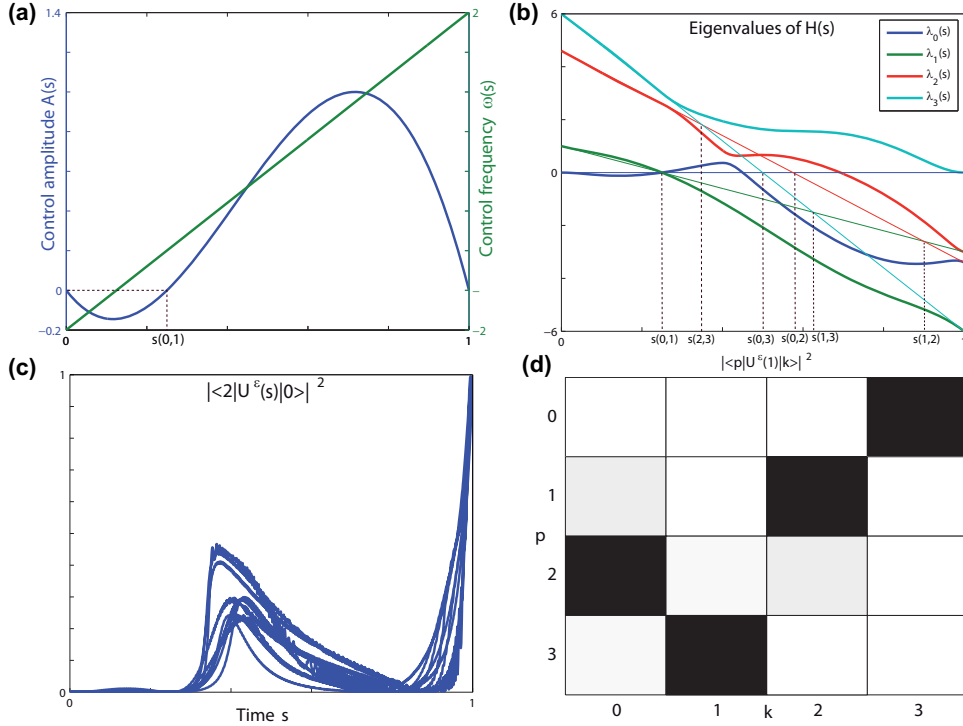 (a)
1.4
2
Control amplitude A(s)
Control frequency ω(s)
0
−0.2
−2
0
s(0,1)
1
(b)
6
Eigenvalues of H(s)
λ0(s)
λ1(s)
λ2(s)
λ3(s)
0
−6
0
s(0,1)
s(2,3)
s(0,3)
s(0,2)
s(1,3)
s(1,2)
(c)
1
|<2|U^ε(s)|0>|^2
0
0
Time s
1
(d)
|<p|U^ε(1)|k>|^2
0
1
p
2
3
0
1
k
2
3